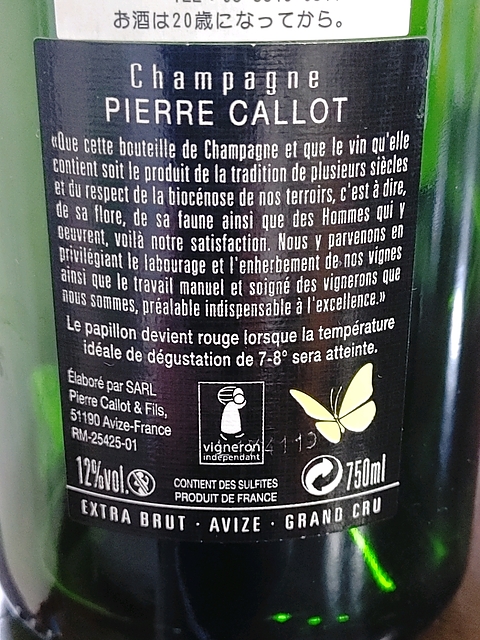 お酒は20歳になってから。
Champagne
PIERRE CALLOT
«Que cette bouteille de Champagne et que le vin qu'elle
contient soit le produit de la tradition de plusieurs siècles
et du respect de la biocénose de nos terroirs, c'est à dire,
de sa flore, de sa faune ainsi que des Hommes qui y
oeuvrent, voilà notre satisfaction. Nous y parvenons en
privilégiant le labourage et l'enherbement de nos vignes
ainsi que le travail manuel et soigné des vignerons que
nous sommes, préalable indispensable à l'excellence.»
Le papillon devient rouge lorsque la température
idéale de dégustation de 7-8° sera atteinte.
Élaboré par SARL
Pierre Callot & Fils,
51190 Avize-France
RM-25425-01
vigneron
indépendant
12%vol.
CONTIENT DES SULFITES
PRODUIT DE FRANCE
750ml
EXTRA BRUT · AVIZE · GRAND CRU